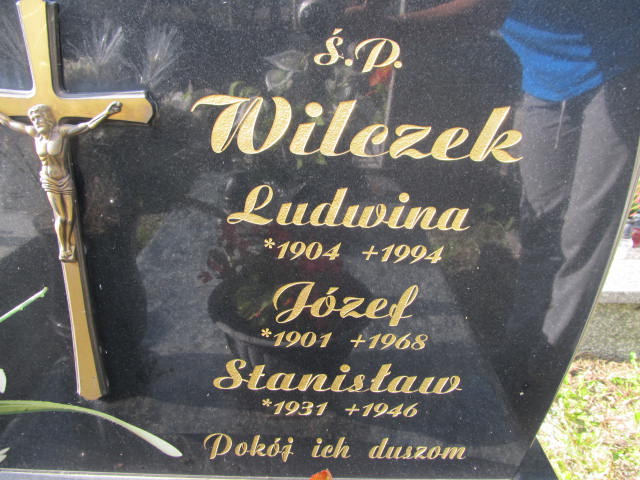 Ś.P.
Wilczek
Ludwina
*1904 +1994
Józef
*1901 +1968
Stanisław
*1931 +1946
Pokój ich duszom